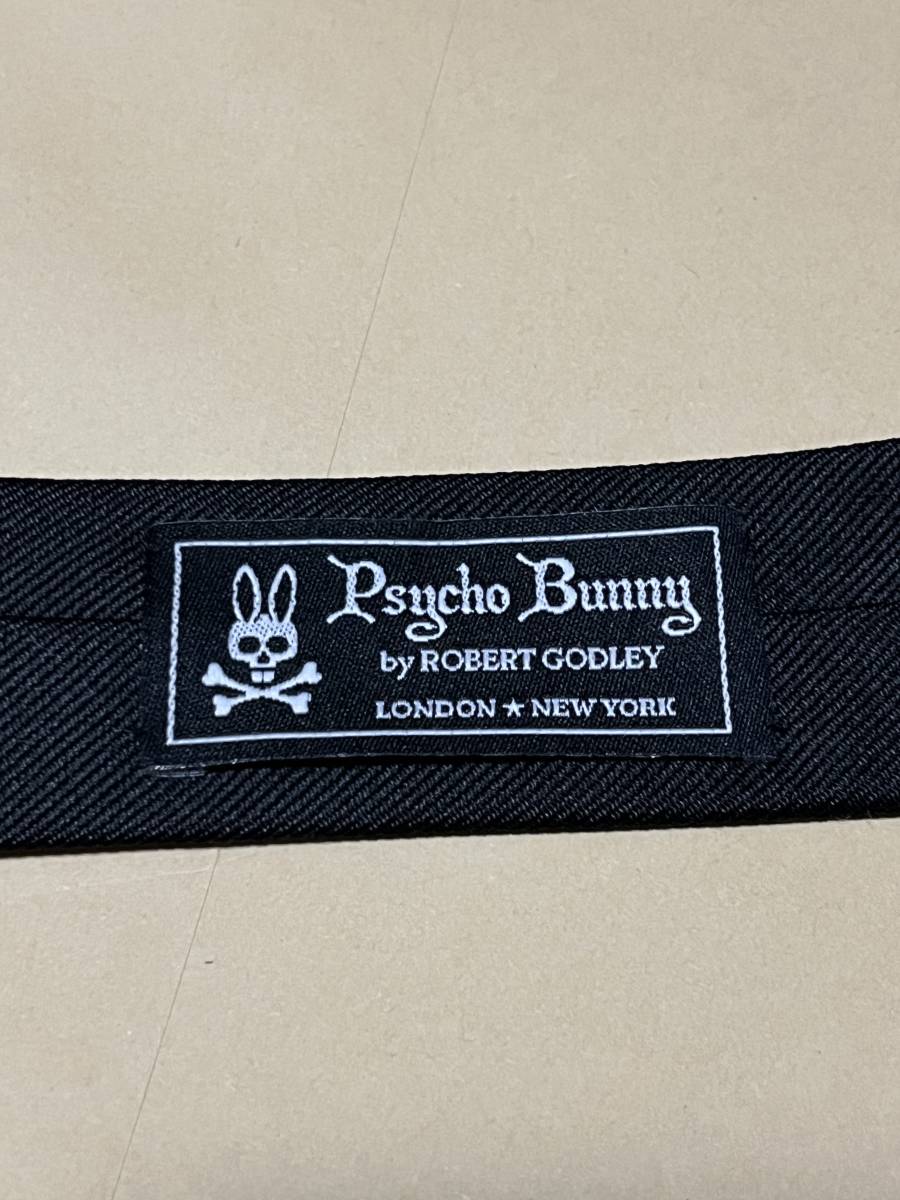 Psycho Bunny
by ROBERT GODLEY
LONDON ★ NEW YORK